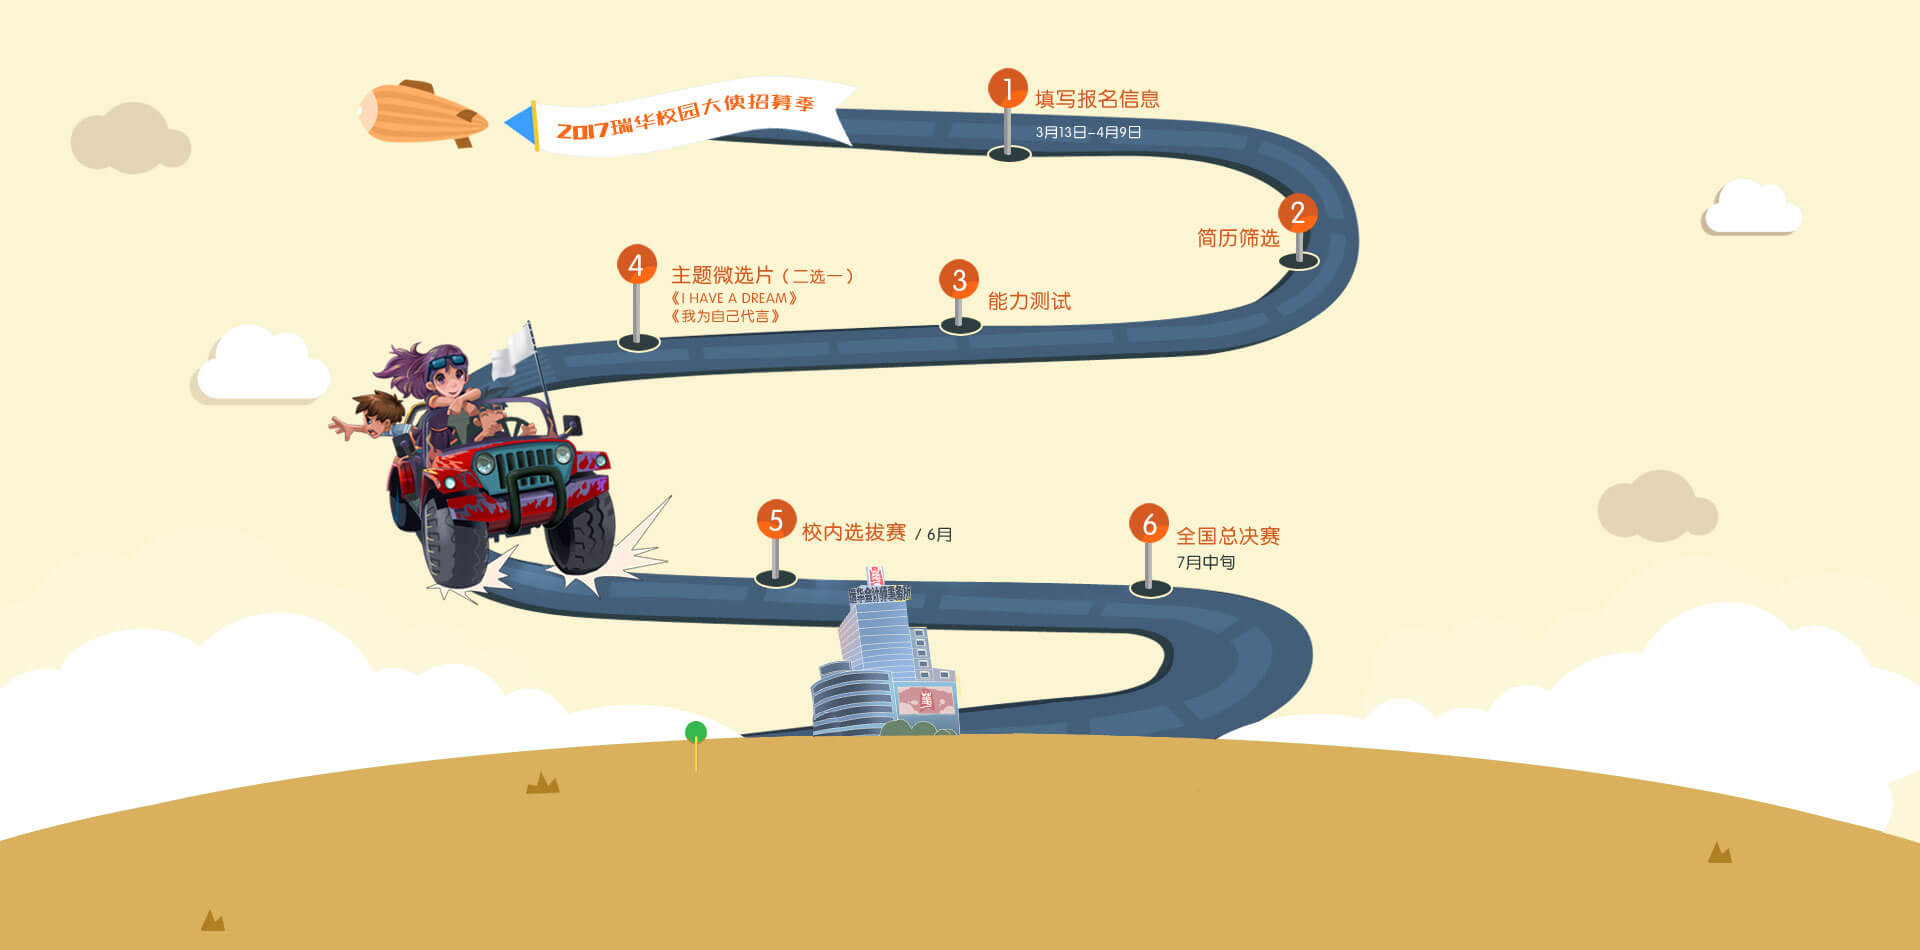 2017瑞华校园大使招募季
1
填写报名信息
3月13日-4月9日
2
简历筛选
3
能力测试
4
主题微选片（二选一）
《I HAVE A DREAM》
《我为自己代言》
5
校内选拔赛 / 6月
6
全国总决赛
7月中旬
瑞华会计师事务所